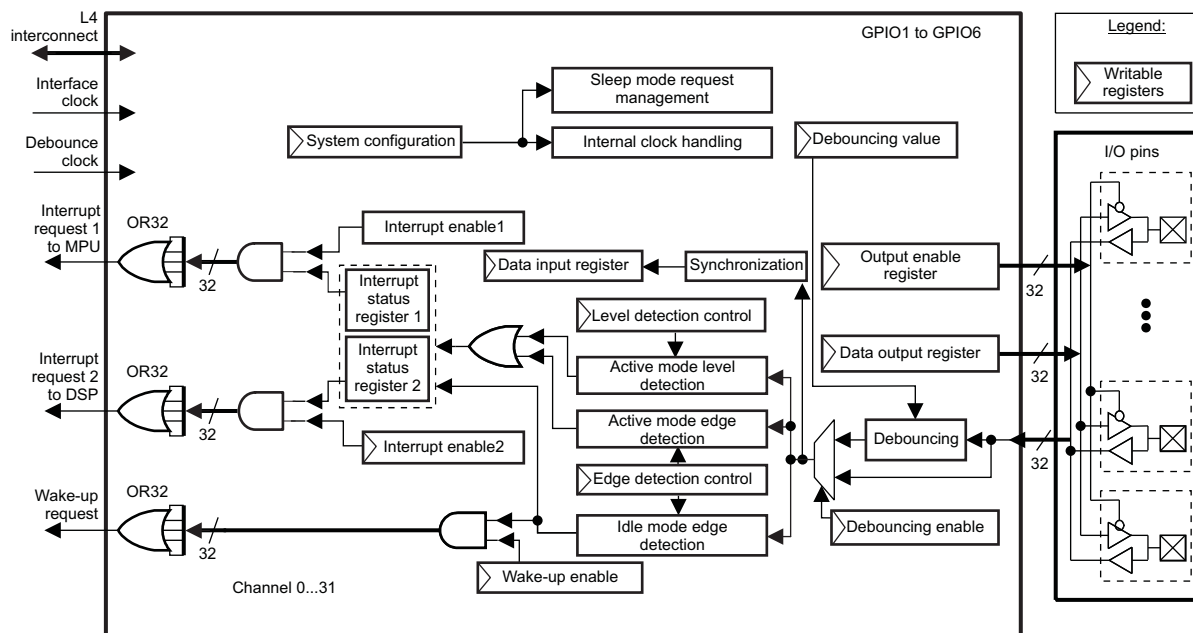 L4
interconnect
GPIO1 to GPIO6
Legend:
Writable
registers
Interface
clock
Debounce
clock
Sleep mode request
management
System configuration
Internal clock handling
Debouncing value
I/O pins
Interrupt
request 1
to MPU
OR32
32
Interrupt enable1
Interrupt
status
register 1
Data input register
Synchronization
Output enable
register
32
Level detection control
Interrupt
status
register 2
Active mode level
detection
Data output register
32
Interrupt
request 2
to DSP
OR32
32
Interrupt enable2
Active mode edge
detection
Debouncing
32
Edge detection control
Wake-up
request
OR32
32
Idle mode edge
detection
Debouncing enable
Wake-up enable
Channel 0...31